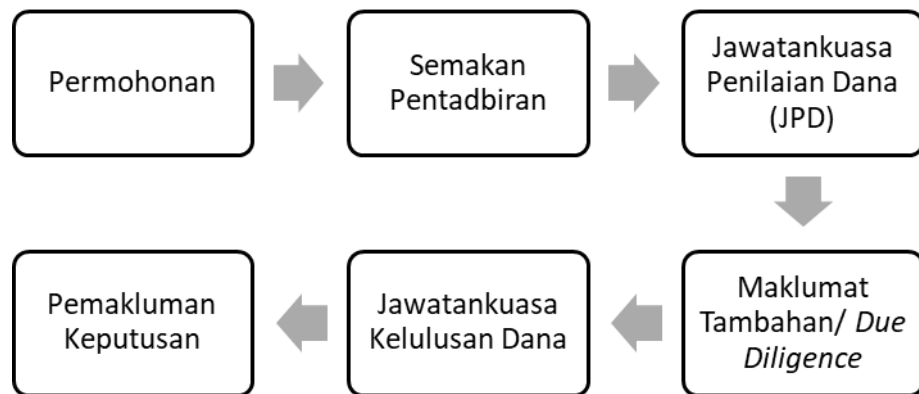 Permohonan
Semakan
Pentadbiran
Jawatankuasa
Penilaian Dana
(JPD)
Maklumat
Tambahan/ Due
Diligence
Jawatankuasa
Kelulusan Dana
Pemakluman
Keputusan